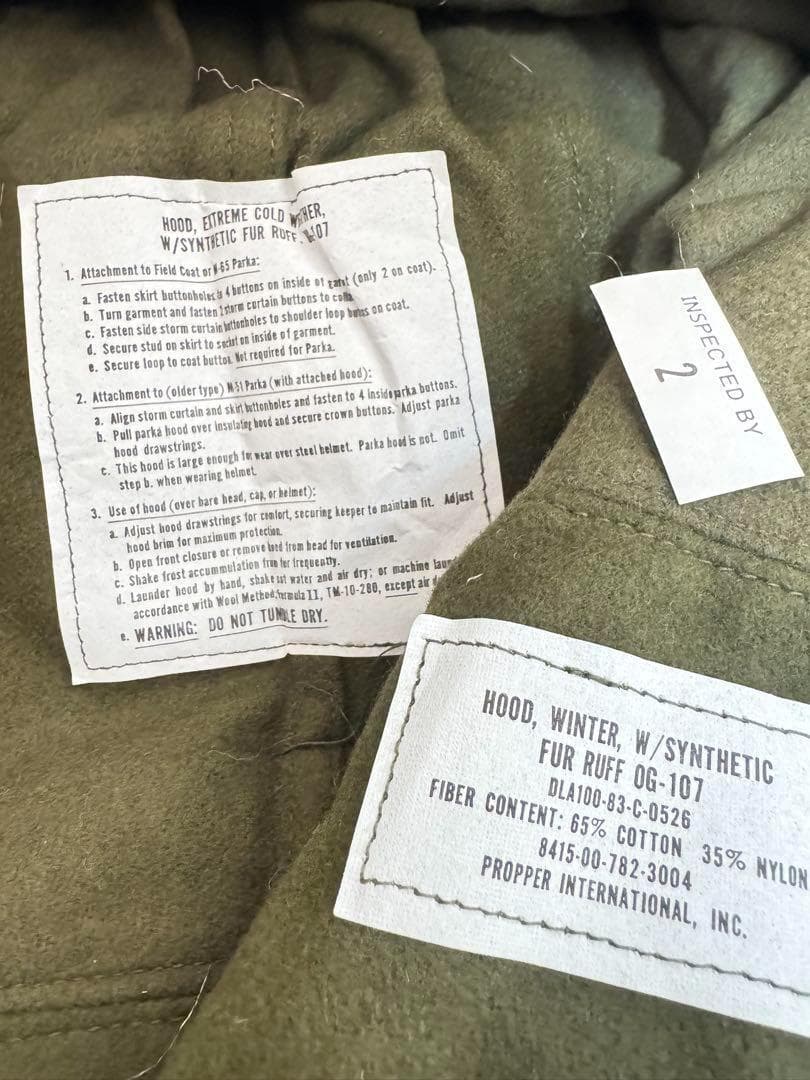 HOOD, EXTREME COLD
W/SYNTHETIC FUR RUFF
1. Attachment to Field Coat or M-65 Parka:
a. Fasten skirt buttonholes 4 buttons on inside of (only 2 on coat).
b. Turn garment and fasten 2 storm curtain buttons to
c. Fasten side storm curtain buttonholes to shoulder loop on coat.
d. Secure stud on skirt to socket on inside of garment.
e. Secure loop to coat button. Not required for Parka.
2. Attachment to (older type) M-51 Parka (with attached hood):
a. Align storm curtain and skirt buttonholes and fasten to 4 inside parka buttons.
b. Pull parka hood over insulating hood and secure crown buttons. Adjust parka
hood drawstrings.
c. This hood is large enough for wear over steel helmet. Parka hood is not. Omit
step b. when wearing helmet.
3. Use of hood (over bare head, cap, or helmet):
a. Adjust hood drawstrings for comfort, securing keeper to maintain fit. Adjust
hood brim for maximum protection.
b. Open front closure or remove hood from head for ventilation.
c. Shake frost accummulation from fur frequently.
d. Launder hood by hand, shake out water and air dry; or machine
accordance with Wool Method, Formula II, TM-10-280, except air
e. WARNING: DO NOT TUMBLE DRY.
INSPECTED BY
2
HOOD, WINTER, W/SYNTHETIC
FUR RUFF OG-107
DLA100-83-C-0526
FIBER CONTENT: 65% COTTON 35% NYLON
8415-00-782-3004
PROPPER INTERNATIONAL, INC.